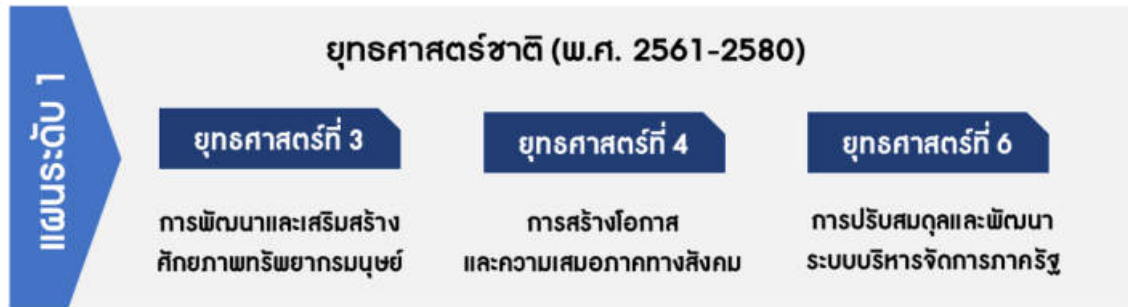 แผนระดับ 1
ยุทธศาสตร์ชาติ (พ.ศ. 2561-2580)
ยุทธศาสตร์ที่ 3
การพัฒนาและเสริมสร้าง
ศักยภาพทรัพยากรมนุษย์
ยุทธศาสตร์ที่ 4
การสร้างโอกาส
และความเสมอภาคทางสังคม
ยุทธศาสตร์ที่ 6
การปรับสมดุลและพัฒนา
ระบบบริหารจัดการภาครัฐ